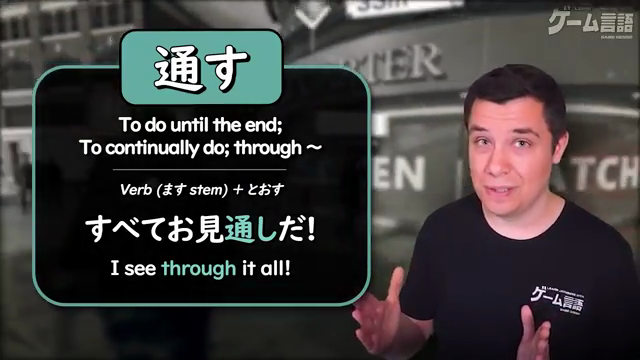 通す
To do until the end;
To continually do; through ～
Verb (ます stem) + とおす
すべてお見通しだ!
I see through it all!
ゲーム言語
RTER
EN
ATCH
ゲーム言語